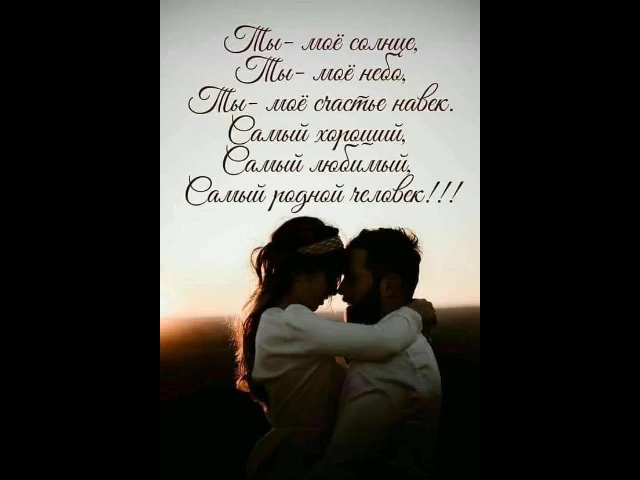 Ты- моё солнце,
Ты- моё небо,
Ты- моё счастье навек.
Самый хороший,
Самый любимый,
Самый родной человек!!!